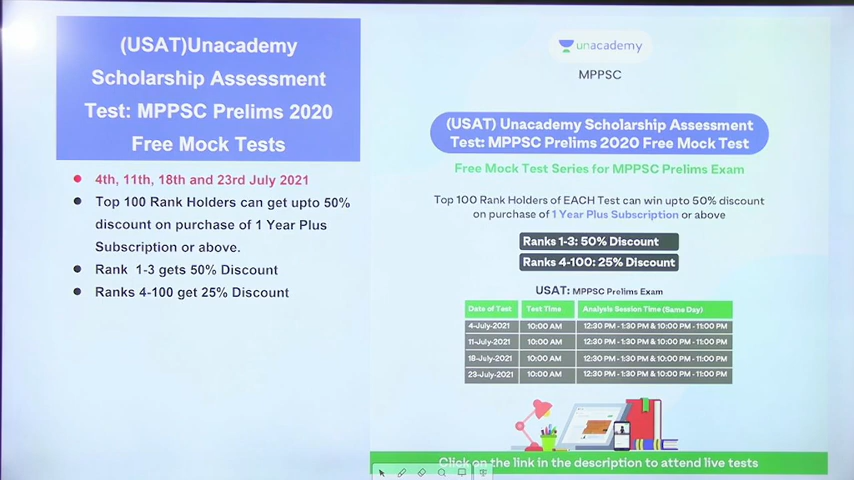 (USAT)Unacademy
Scholarship Assessment
Test: MPPSC Prelims 2020
Free Mock Tests
4th, 11th, 18th and 23rd July 2021
Top 100 Rank Holders can get upto 50%
discount on purchase of 1 Year Plus
Subscription or above.
Rank 1-3 gets 50% Discount
Ranks 4-100 get 25% Discount
unacademy
MPPSC
(USAT) Unacademy Scholarship Assessment
Test: MPPSC Prelims 2020 Free Mock Test
Free Mock Test Series for MPPSC Prelims Exam
Top 100 Rank Holders of EACH Test can win upto 50% discount
on purchase of 1 Year Plus Subscription or above
Ranks 1-3: 50% Discount
Ranks 4-100: 25% Discount
USAT: MPPSC Prelims Exam
Date of Test Test Time Analysis Session Time (Same Day)
4-July-2021 10:00 AM 12:30 PM - 1:30 PM & 10:00 PM - 11:00 PM
11-July-2021 10:00 AM 12:30 PM - 1:30 PM & 10:00 PM - 11:00 PM
18-July-2021 10:00 AM 12:30 PM - 1:30 PM & 10:00 PM - 11:00 PM
23-July-2021 10:00 AM 12:30 PM - 1:30 PM & 10:00 PM - 11:00 PM
Click on the link in the description to attend live tests